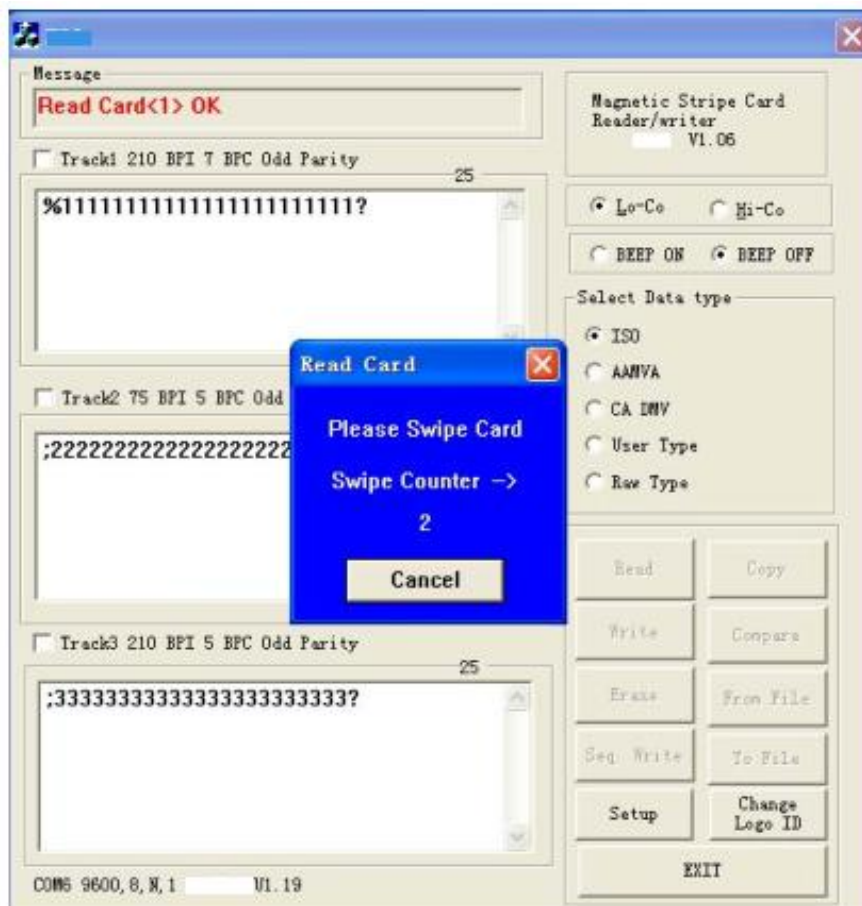 Message
Read Card<1> OK
Track1 210 BPI 7 BPC Odd Parity
25
%11111111111111111111111?
Track2 75 BPI 5 BPC Odd
;2222222222222222222
Track3 210 BPI 5 BPC Odd Parity
25
;33333333333333333333333?
COM6 9600,8,N,1 V1.19
Read Card
Please Swipe Card
Swipe Counter ->
2
Cancel
Magnetic Stripe Card
Reader/writer
V1.06
Lo-Co Hi-Co
BEEP ON BEEP OFF
Select Data type
ISO
AAMVA
CA DMV
User Type
Raw Type
Read Copy
Write Compare
Erase From File
Seq. Write To File
Setup Change
Logo ID
EXIT